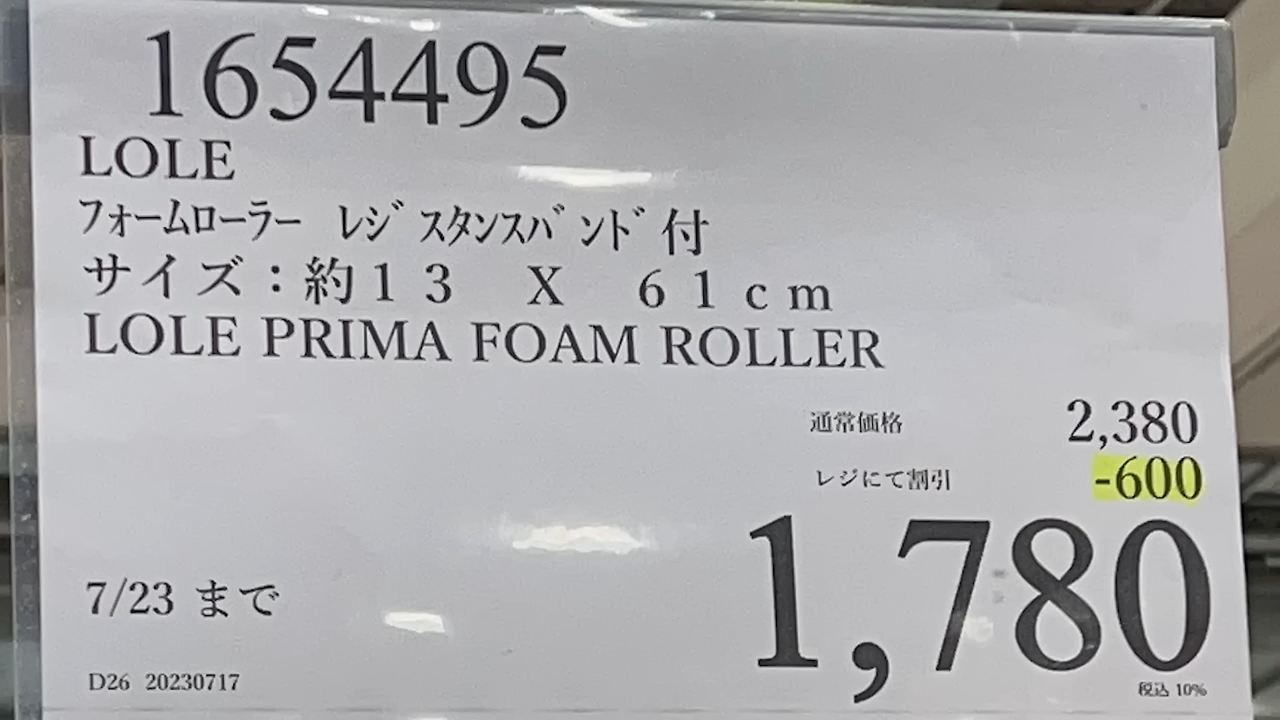 1654495
LOLE
フォームローラー レジスタンスバンド付
サイズ：約１３　Ｘ　６１ｃｍ
LOLE PRIMA FOAM ROLLER
通常価格 2,380
レジにて割引 -600
1,780
7/23 まで
税込 10%
D26 20230717